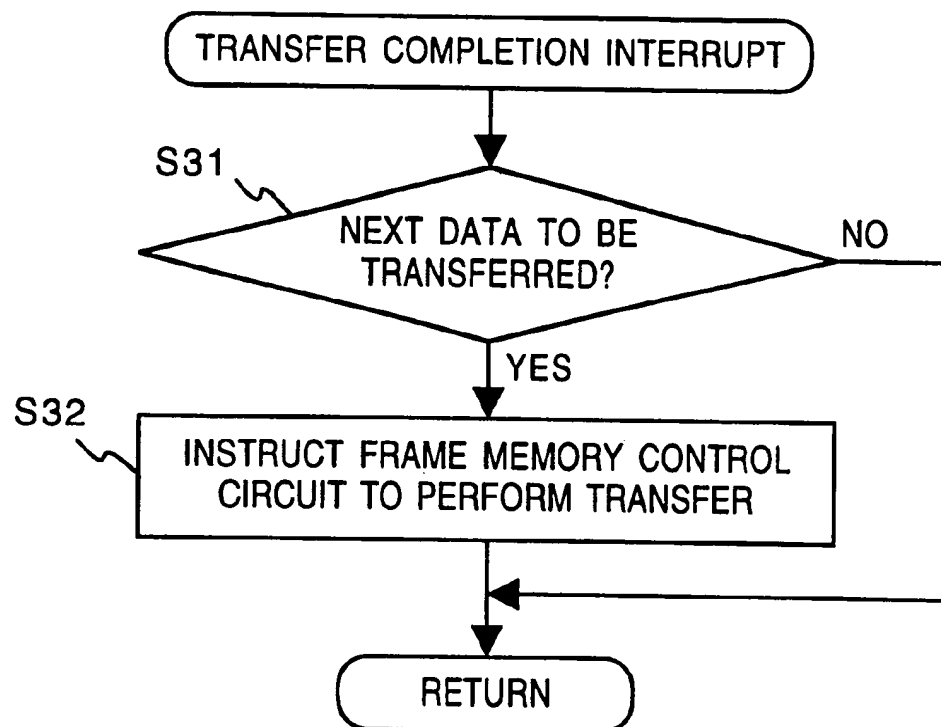 TRANSFER COMPLETION INTERRUPT
S31
NEXT DATA TO BE
TRANSFERRED?
NO
YES
S32
INSTRUCT FRAME MEMORY CONTROL
CIRCUIT TO PERFORM TRANSFER
RETURN